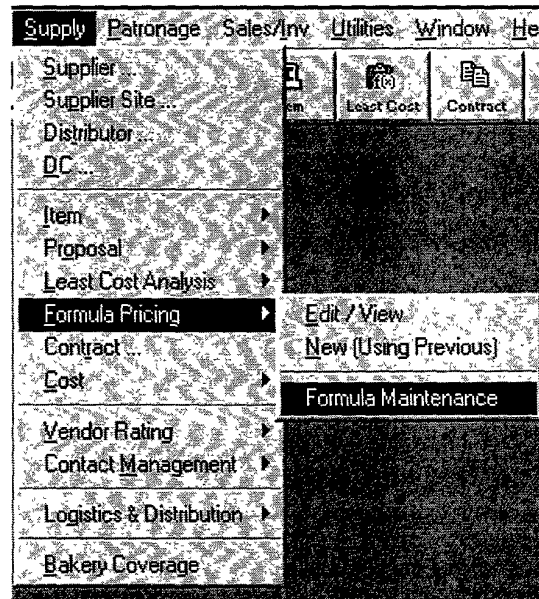 Supply Patronage Sales/Inv Utilities Window He
Supplier ...
Supplier Site ...
Distributor ...
DC ...
Item
Proposal
Least Cost Analysis
Formula Pricing
Contract ...
Cost
Vendor Rating
Contact Management
Logistics & Distribution
Bakery Coverage
Least Cost
Contract
Edit / View
New (Using Previous)
Formula Maintenance